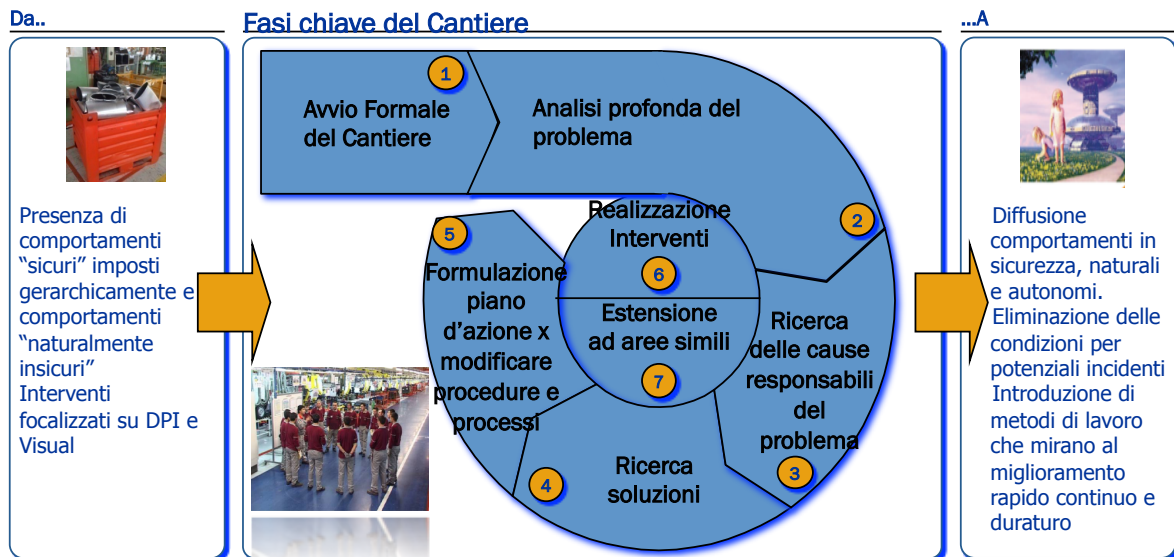 Da..
Presenza di
comportamenti
“sicuri” imposti
gerarchicamente e
comportamenti
“naturalmente
insicuri”
Interventi
focalizzati su DPI e
Visual
Fasi chiave del Cantiere
1
Avvio Formale
del Cantiere
Analisi profonda del
problema
2
Ricerca
delle cause
responsabili
del
problema
3
Ricerca
soluzioni
4
5
Formulazione
piano
d’azione x
modificare
procedure e
processi
Realizzazione
Interventi
6
Estensione
ad aree simili
7
...A
Diffusione
comportamenti in
sicurezza, naturali
e autonomi.
Eliminazione delle
condizioni per
potenziali incidenti
Introduzione di
metodi di lavoro
che mirano al
miglioramento
rapido continuo e
duraturo